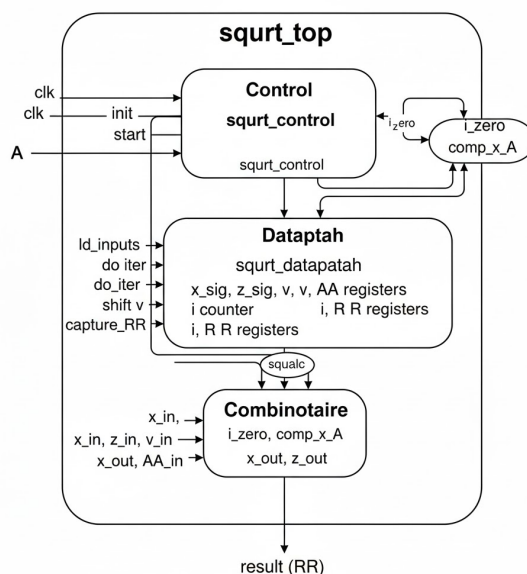 squrt_top
clk
clk
init
start
A
Control
squrt_control
squrt_control
i_zero
i_zero
comp_x_A
ld_inputs
do iter
do_iter
shift v
capture_RR
Dataptah
squrt_datapatah
x_sig, z_sig, v, v, AA registers
i counter
i, R R registers
i, R R registers
squalc
x_in,
x_in, z_in, v_in
x_out, AA_in
Combinotaire
i_zero, comp_x_A
x_out, z_out
result (RR)